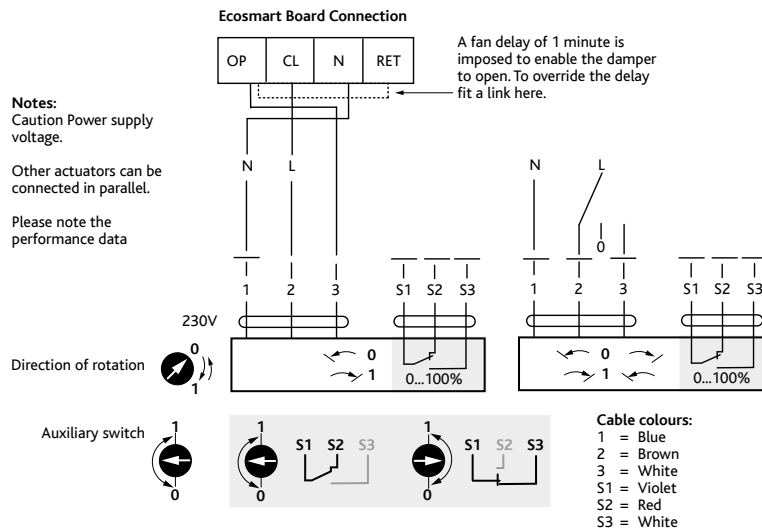 Ecosmart Board Connection
OP CL N RET
A fan delay of 1 minute is
imposed to enable the damper
to open. To override the delay
fit a link here.
Notes:
Caution Power supply
voltage.
Other actuators can be
connected in parallel.
Please note the
performance data
N L
N L
0
1 2 3 S1 S2 S3
1 2 3 S1 S2 S3
230V
Direction of rotation
0
1
0
1
0...100%
0
1
0...100%
Auxiliary switch
1
0
1
0
S1 S2 S3
1
0
S1 S2 S3
Cable colours:
1 = Blue
2 = Brown
3 = White
S1 = Violet
S2 = Red
S3 = White